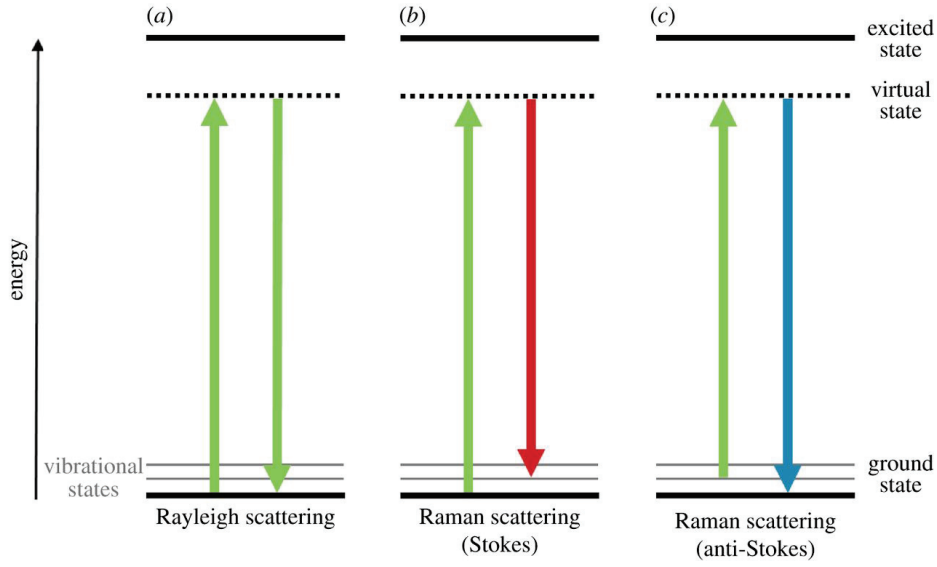 (a)
(b)
(c)
excited
state
virtual
state
energy
vibrational
states
ground
state
Rayleigh scattering
Raman scattering
(Stokes)
Raman scattering
(anti-Stokes)